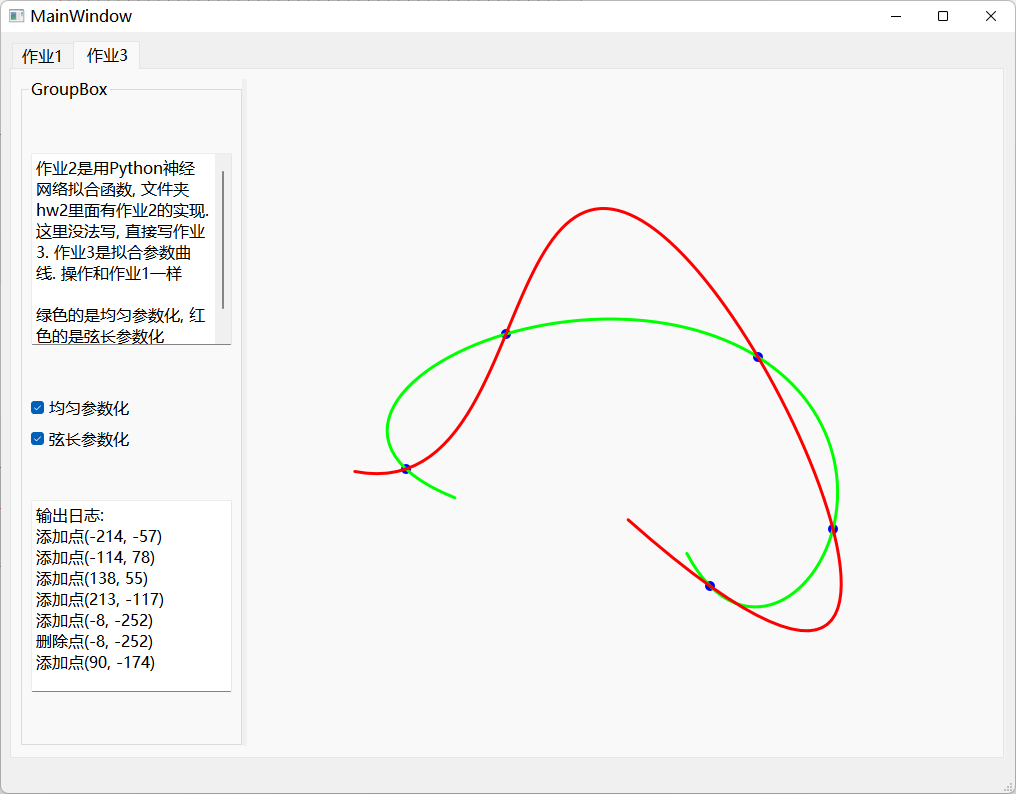 MainWindow
作业1
作业3
GroupBox
作业2是用Python神经
网络拟合函数, 文件夹
hw2里面有作业2的实现.
这里没法写, 直接写作业
3. 作业3是拟合参数曲
线. 操作和作业1一样
绿色的是均匀参数化, 红
色的是弦长参数化
均匀参数化
弦长参数化
输出日志:
添加点(-214, -57)
添加点(-114, 78)
添加点(138, 55)
添加点(213, -117)
添加点(-8, -252)
删除点(-8, -252)
添加点(90, -174)